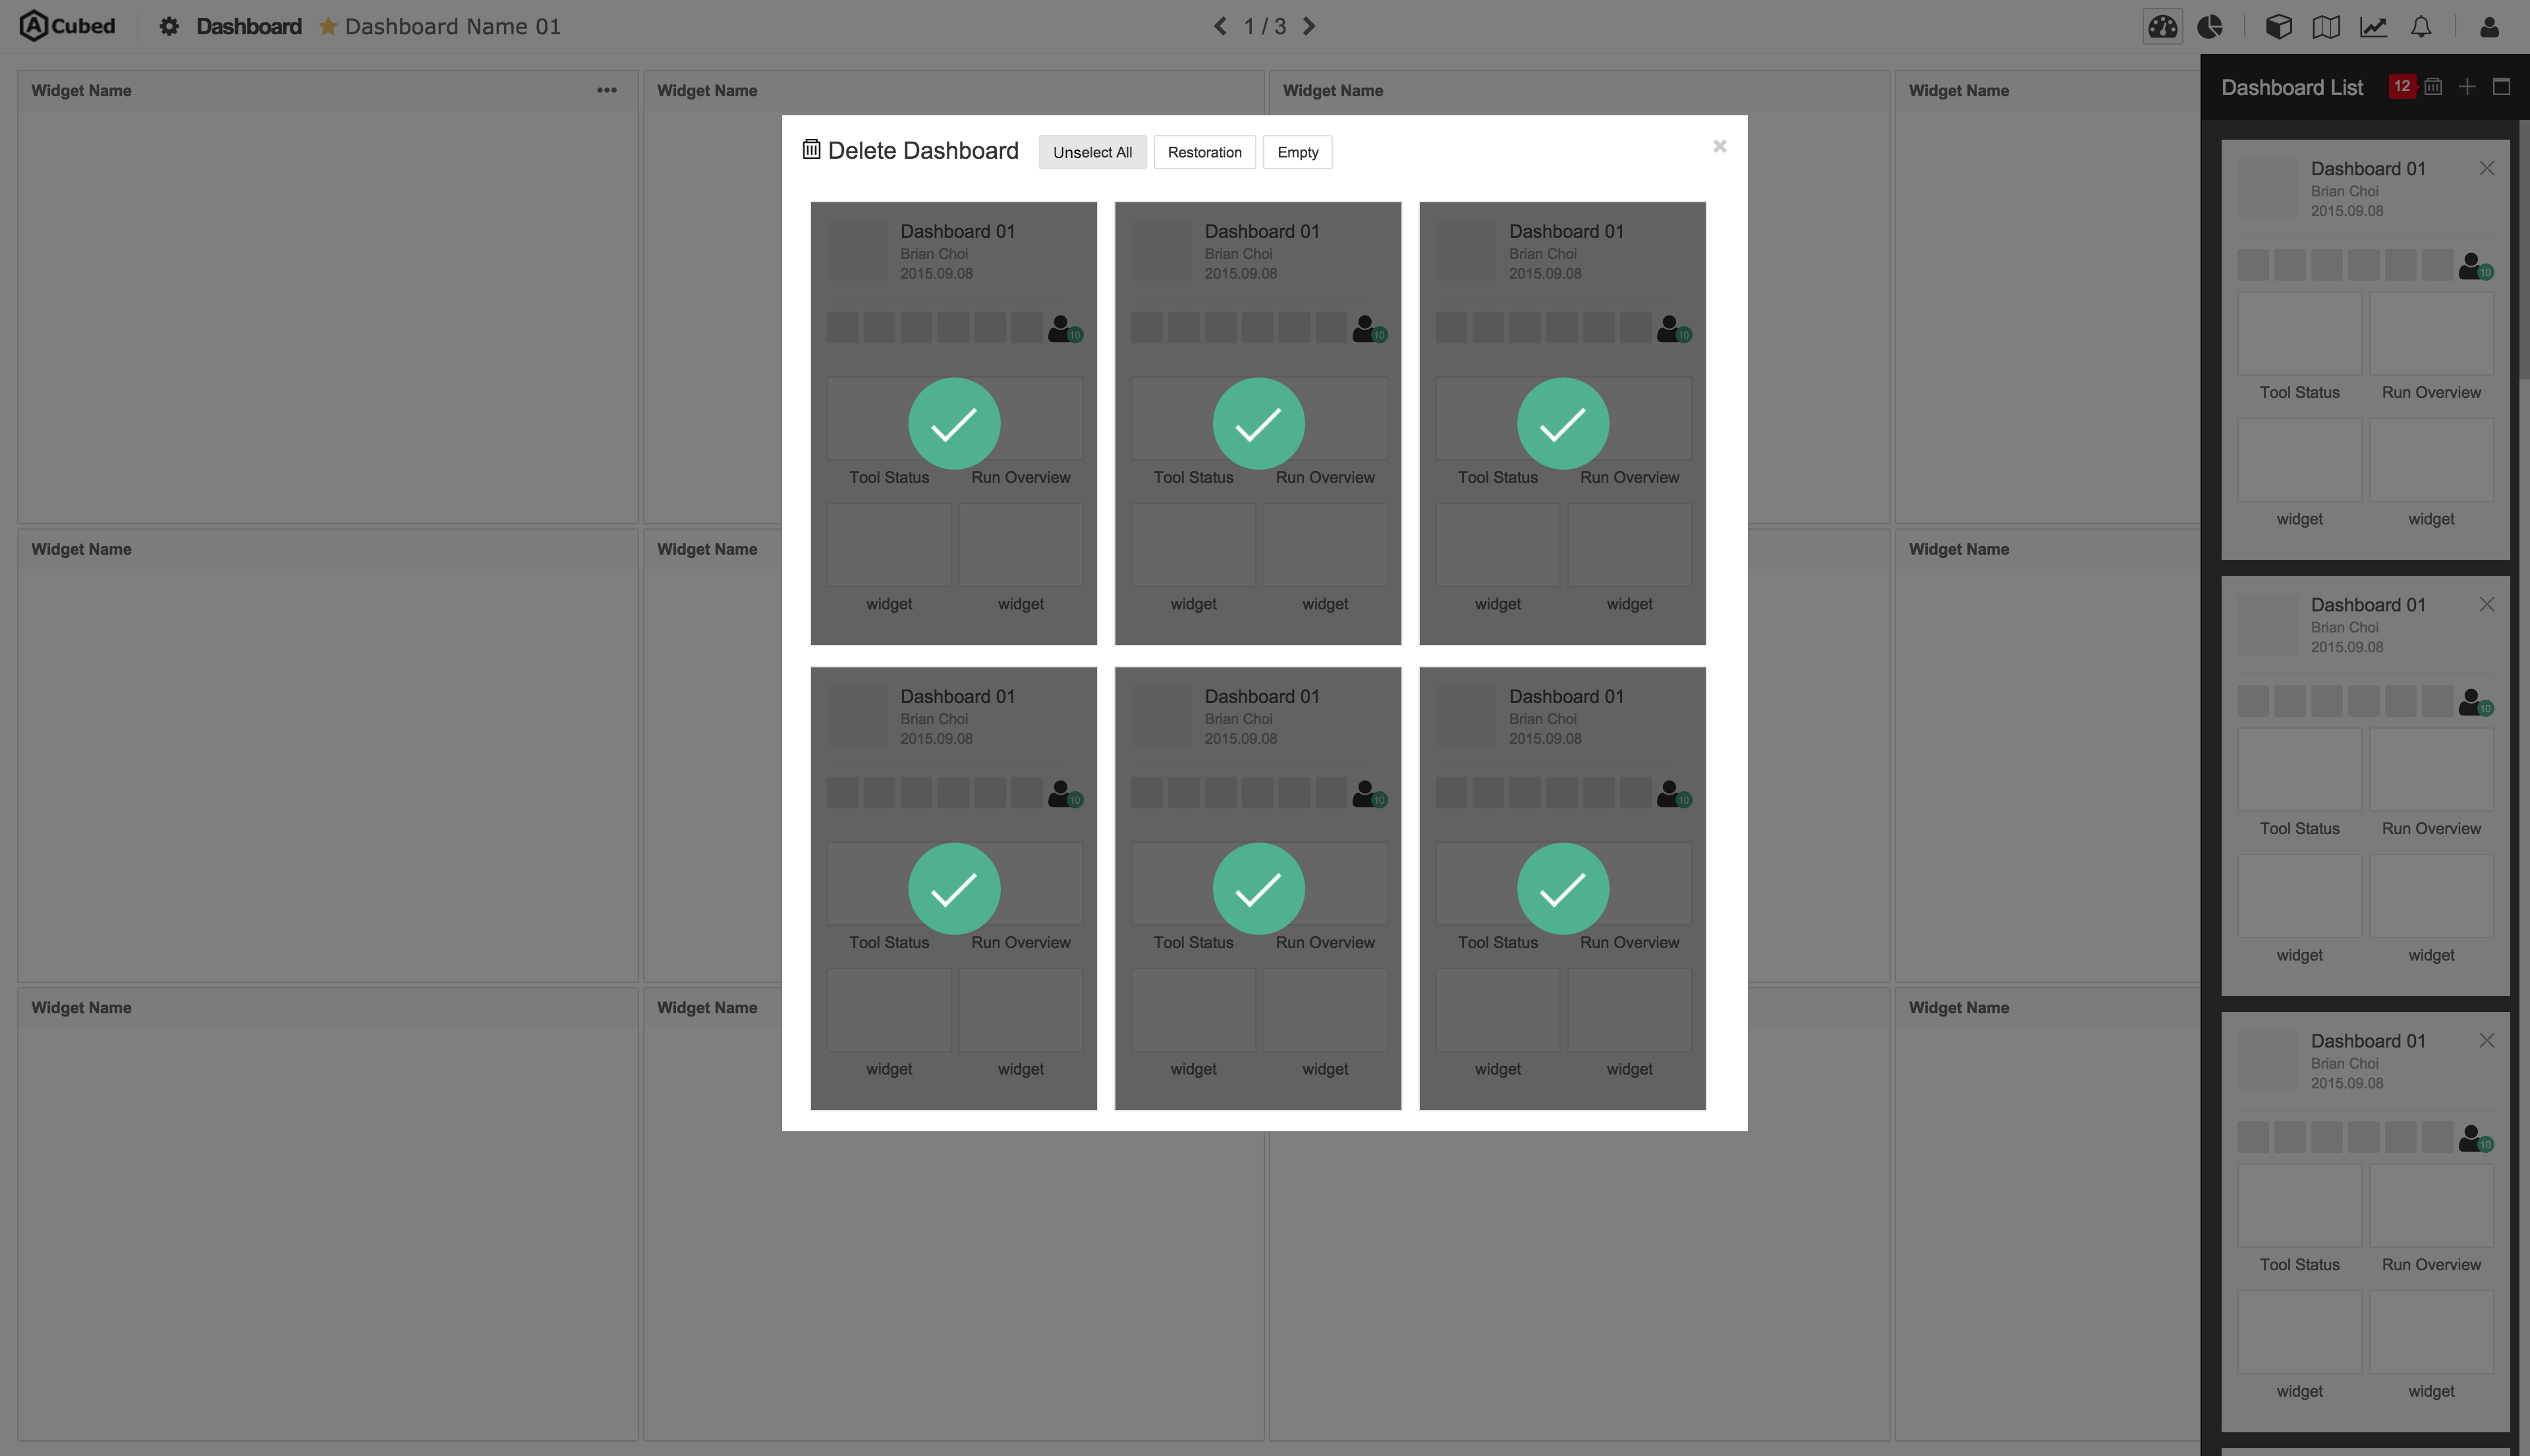 A Cubed Dashboard Dashboard Name 01 1 / 3
Widget Name Widget Name Widget Name Widget Name
Dashboard List 12
Delete Dashboard Unselect All Restoration Empty
Dashboard 01 Dashboard 01 Dashboard 01
Brian Choi Brian Choi Brian Choi
2015.09.08 2015.09.08 2015.09.08
10 10 10
Tool Status Run Overview Tool Status Run Overview Tool Status Run Overview
widget widget widget widget widget widget
Dashboard 01 Dashboard 01 Dashboard 01
Brian Choi Brian Choi Brian Choi
2015.09.08 2015.09.08 2015.09.08
10 10 10
Tool Status Run Overview Tool Status Run Overview Tool Status Run Overview
widget widget widget widget widget widget
Widget Name Widget Name Widget Name
Widget Name Widget Name Widget Name
Dashboard 01
Brian Choi
2015.09.08
10
Tool Status Run Overview
widget widget
Dashboard 01
Brian Choi
2015.09.08
10
Tool Status Run Overview
widget widget
Dashboard 01
Brian Choi
2015.09.08
10
Tool Status Run Overview
widget widget